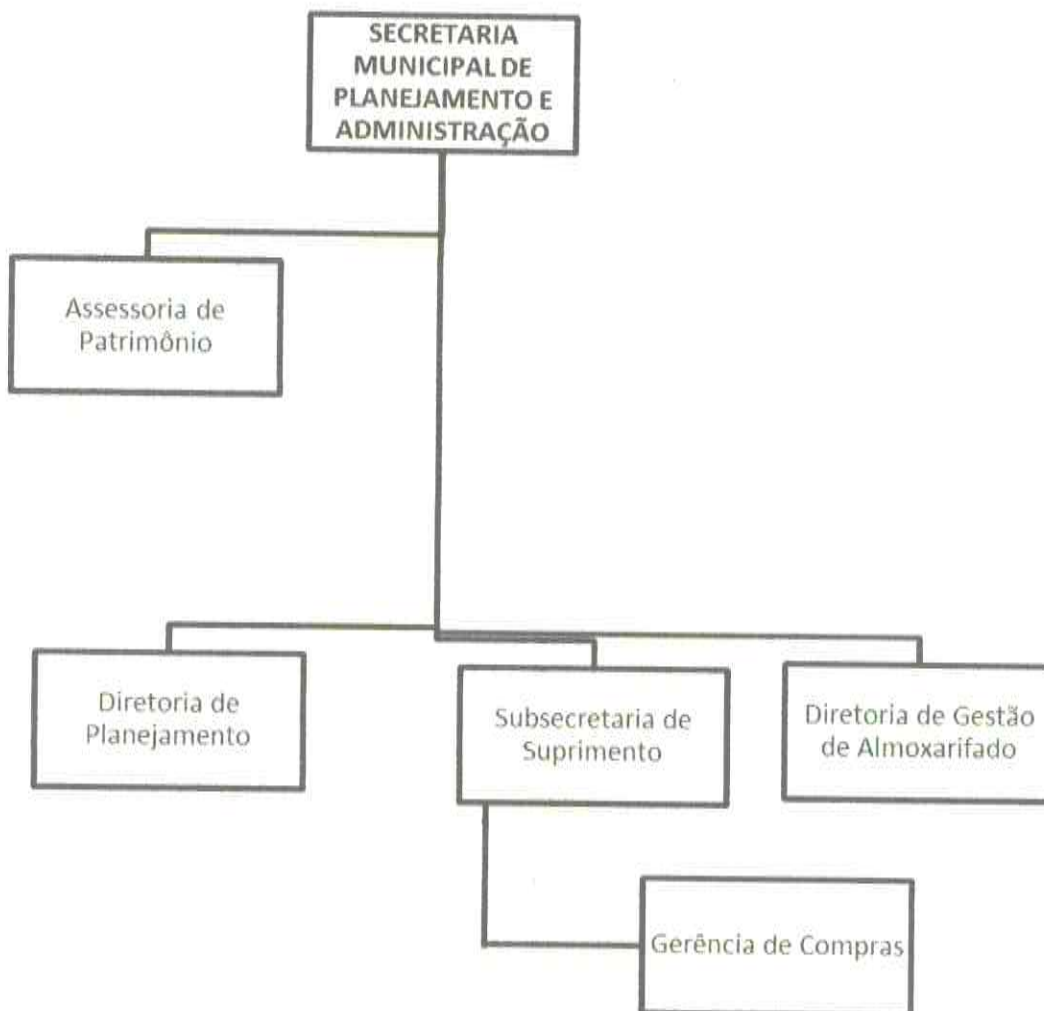 SECRETARIA
MUNICIPAL DE
PLANEJAMENTO E
ADMINISTRAÇÃO
Assessoria de
Patrimônio
Diretoria de
Planejamento
Subsecretaria de
Suprimento
Diretoria de Gestão
de Almoxarifado
Gerência de Compras